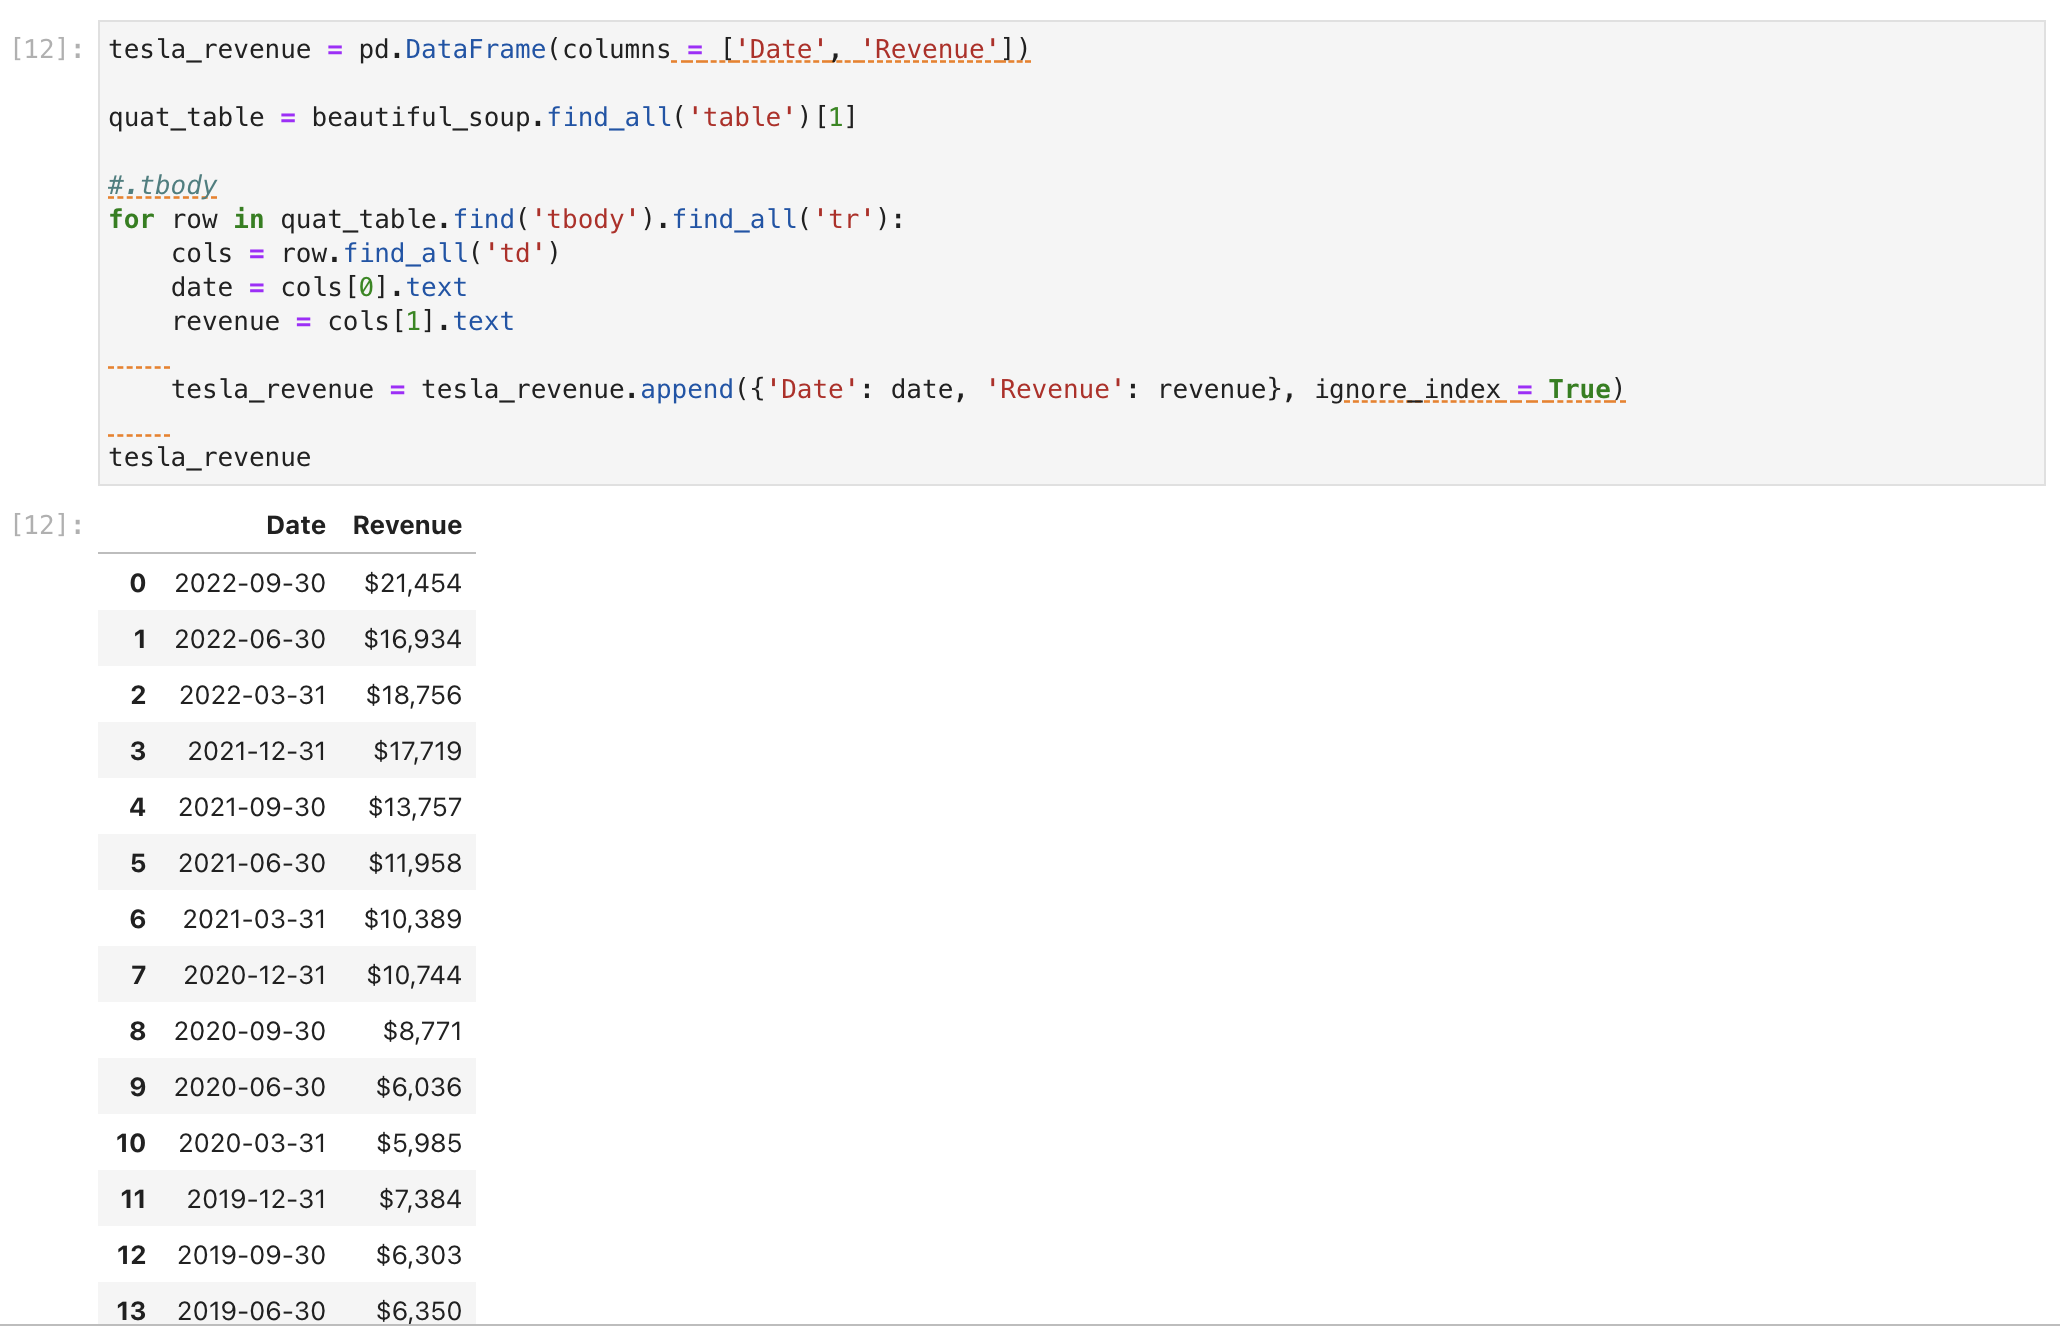 [12]: tesla_revenue = pd.DataFrame(columns = ['Date', 'Revenue'])
quat_table = beautiful_soup.find_all('table')[1]
#.tbody
for row in quat_table.find('tbody').find_all('tr'):
    cols = row.find_all('td')
    date = cols[0].text
    revenue = cols[1].text
    tesla_revenue = tesla_revenue.append({'Date': date, 'Revenue': revenue}, ignore_index = True)
tesla_revenue
[12]: Date Revenue
0 2022-09-30 $21,454
1 2022-06-30 $16,934
2 2022-03-31 $18,756
3 2021-12-31 $17,719
4 2021-09-30 $13,757
5 2021-06-30 $11,958
6 2021-03-31 $10,389
7 2020-12-31 $10,744
8 2020-09-30 $8,771
9 2020-06-30 $6,036
10 2020-03-31 $5,985
11 2019-12-31 $7,384
12 2019-09-30 $6,303
13 2019-06-30 $6,350